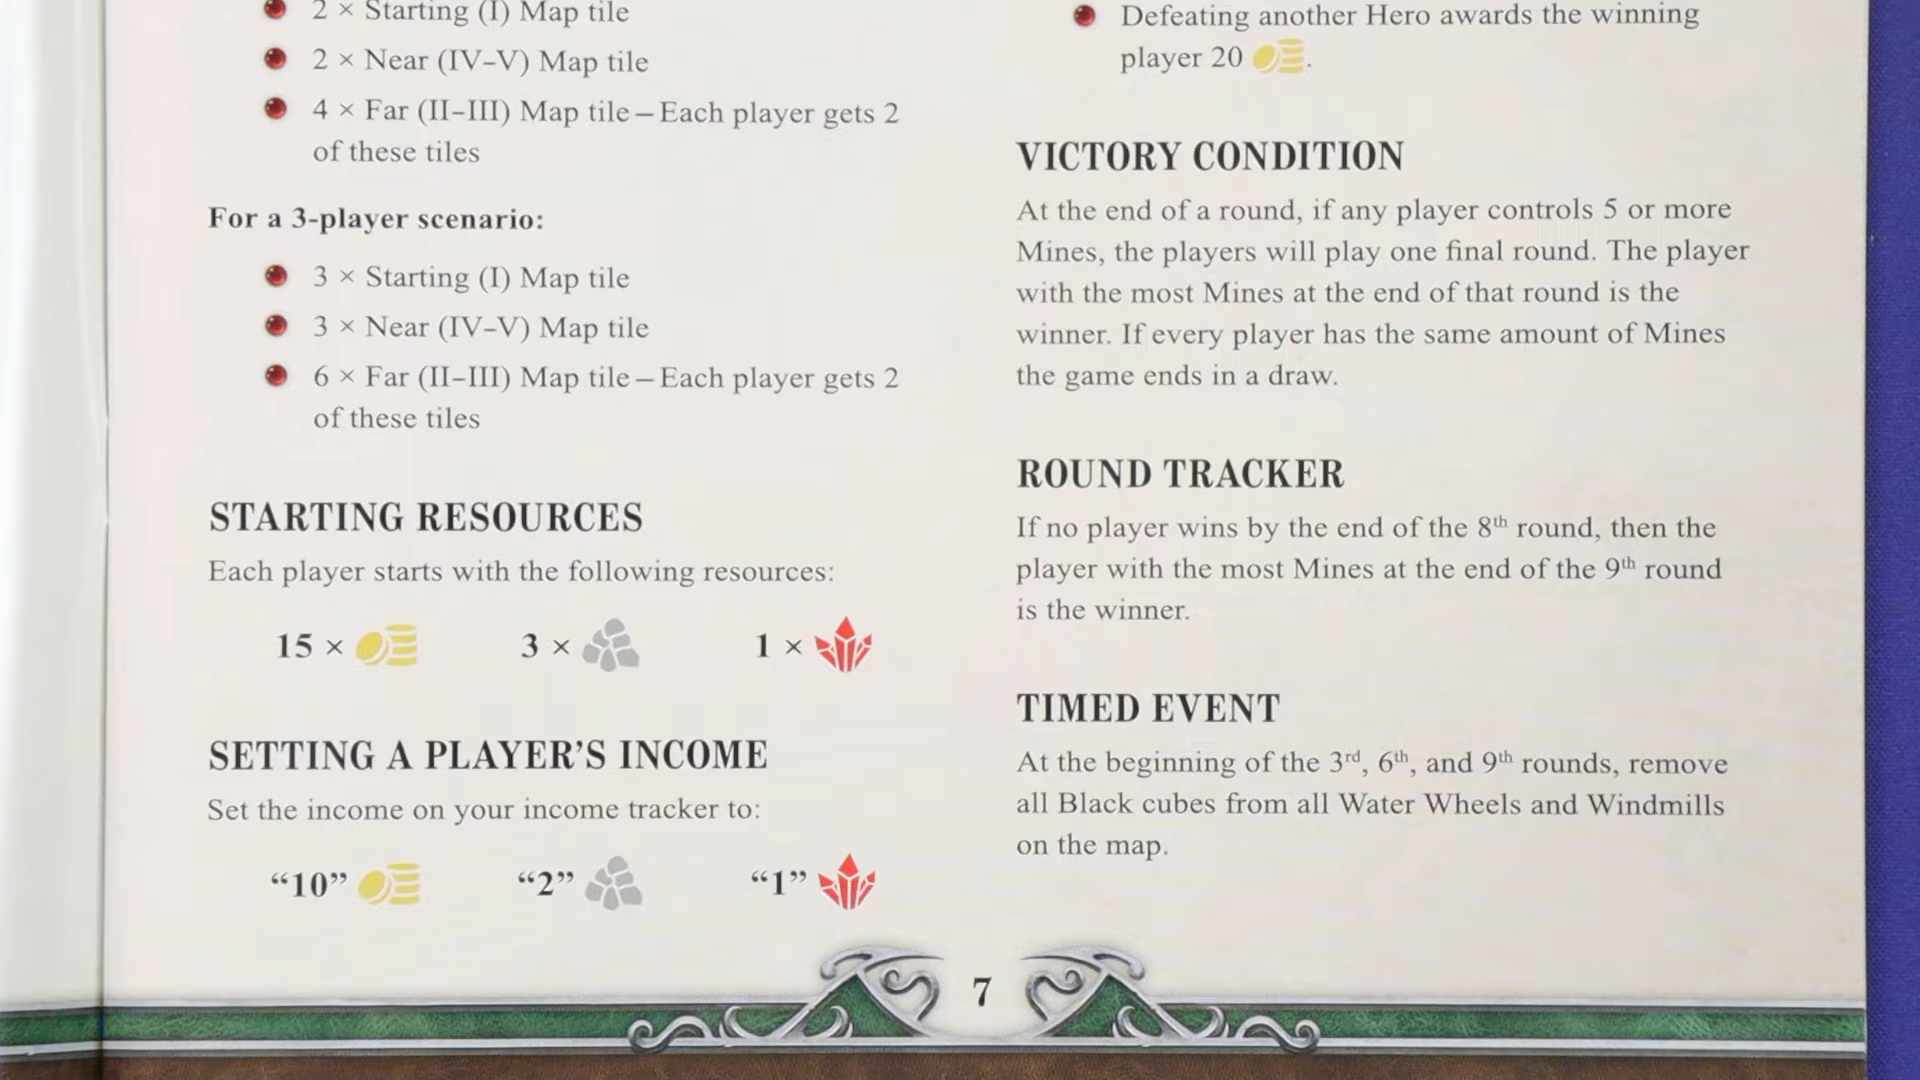 2 × Starting (I) Map tile
2 × Near (IV–V) Map tile
4 × Far (II–III) Map tile – Each player gets 2
of these tiles
For a 3-player scenario:
3 × Starting (I) Map tile
3 × Near (IV–V) Map tile
6 × Far (II–III) Map tile – Each player gets 2
of these tiles
STARTING RESOURCES
Each player starts with the following resources:
15 × 3 × 1 ×
SETTING A PLAYER’S INCOME
Set the income on your income tracker to:
“10” “2” “1”
Defeating another Hero awards the winning
player 20 .
VICTORY CONDITION
At the end of a round, if any player controls 5 or more
Mines, the players will play one final round. The player
with the most Mines at the end of that round is the
winner. If every player has the same amount of Mines
the game ends in a draw.
ROUND TRACKER
If no player wins by the end of the 8th round, then the
player with the most Mines at the end of the 9th round
is the winner.
TIMED EVENT
At the beginning of the 3rd, 6th, and 9th rounds, remove
all Black cubes from all Water Wheels and Windmills
on the map.
7